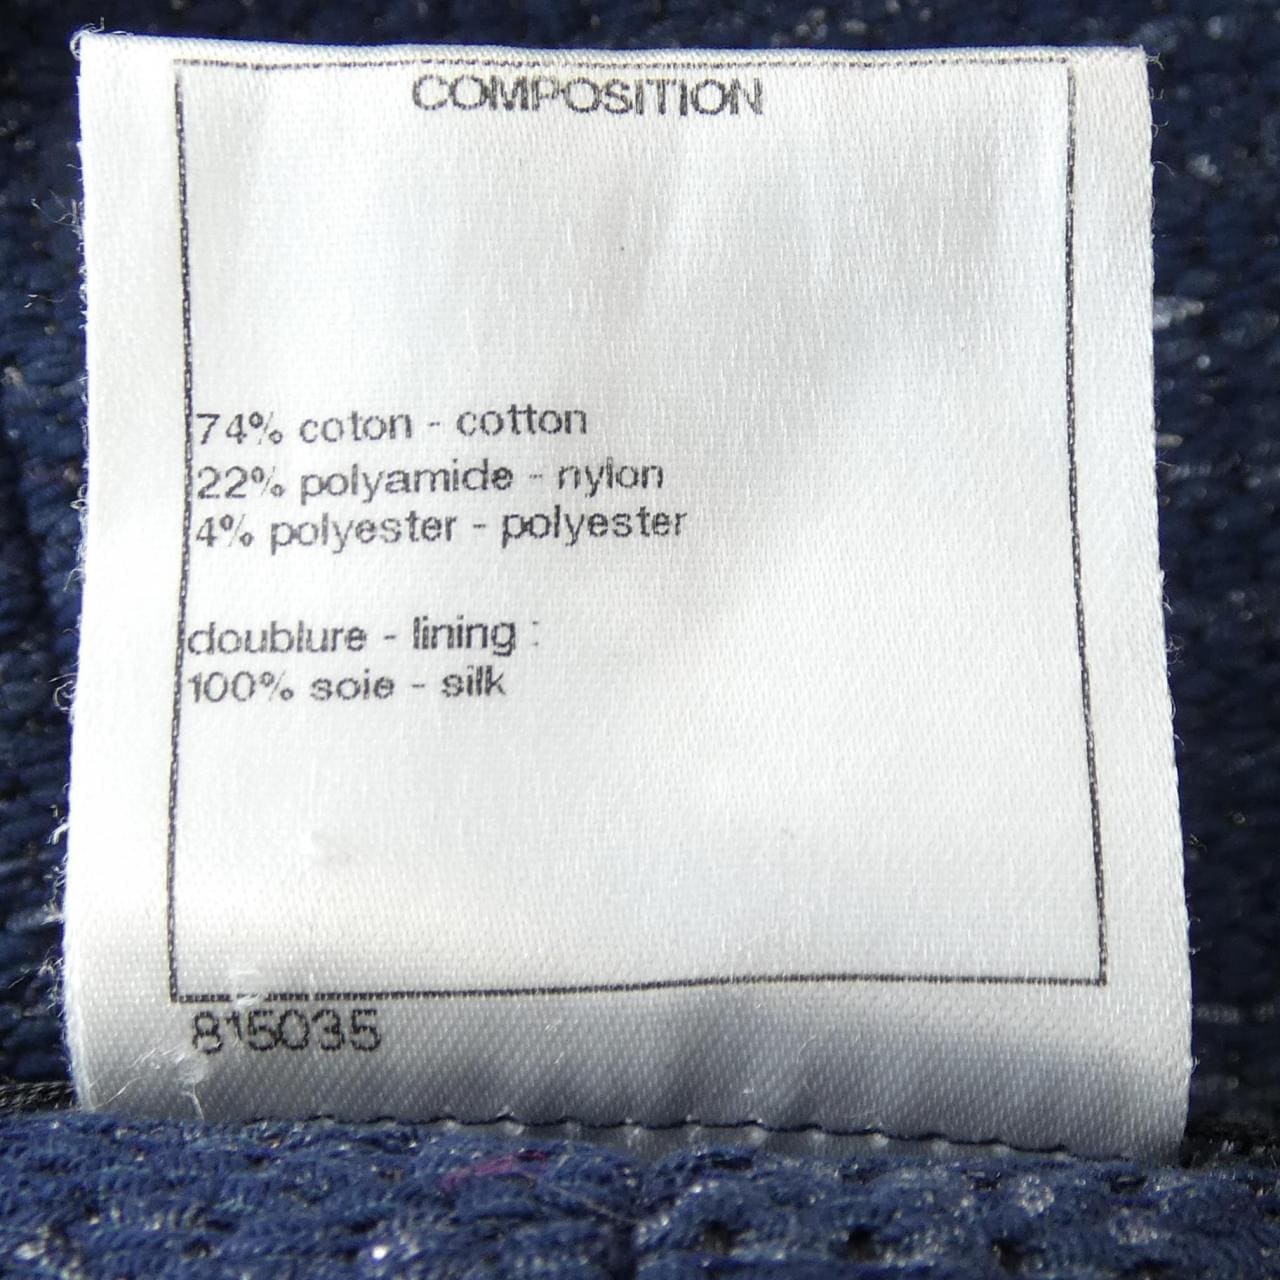 COMPOSITION
74% coton - cotton
22% polyamide - nylon
4% polyester - polyester
doublure - lining :
100% soie - silk
815035